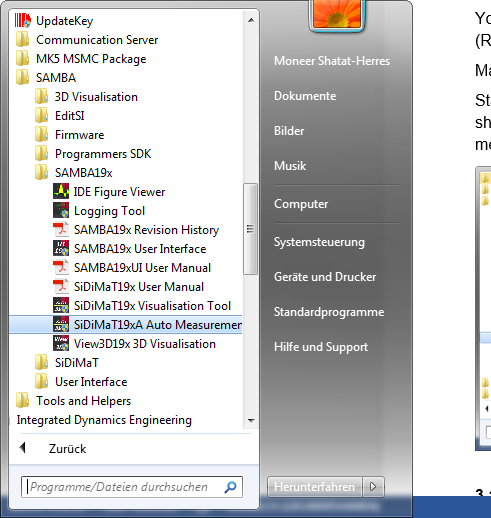 UpdateKey
Communication Server
MK5 MSMC Package
SAMBA
3D Visualisation
EditSI
Firmware
Programmers SDK
SAMBA19x
IDE Figure Viewer
Logging Tool
SAMBA19x Revision History
SAMBA19x User Interface
SAMBA19xUI User Manual
SiDiMaT19x User Manual
SiDiMaT19x Visualisation Tool
SiDiMaT19xA Auto Measuremen
View3D19x 3D Visualisation
SiDiMaT
User Interface
Tools and Helpers
Integrated Dynamics Engineering
Zurück
Programme/Dateien durchsuchen
Moneer Shatat-Herres
Dokumente
Bilder
Musik
Computer
Systemsteuerung
Geräte und Drucker
Standardprogramme
Hilfe und Support
Herunterfahren
Yo
(R
Ma
St
sh
me